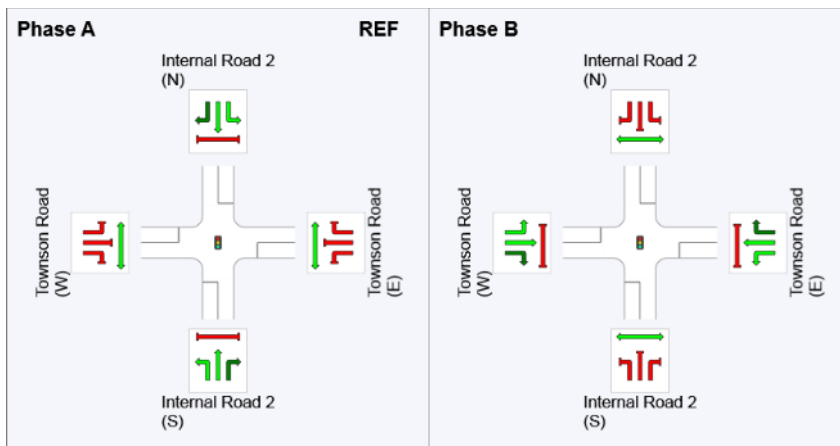 Phase A
REF
Internal Road 2
(N)
Townson Road
(W)
Townson Road
(E)
Internal Road 2
(S)
Phase B
Internal Road 2
(N)
Townson Road
(W)
Townson Road
(E)
Internal Road 2
(S)